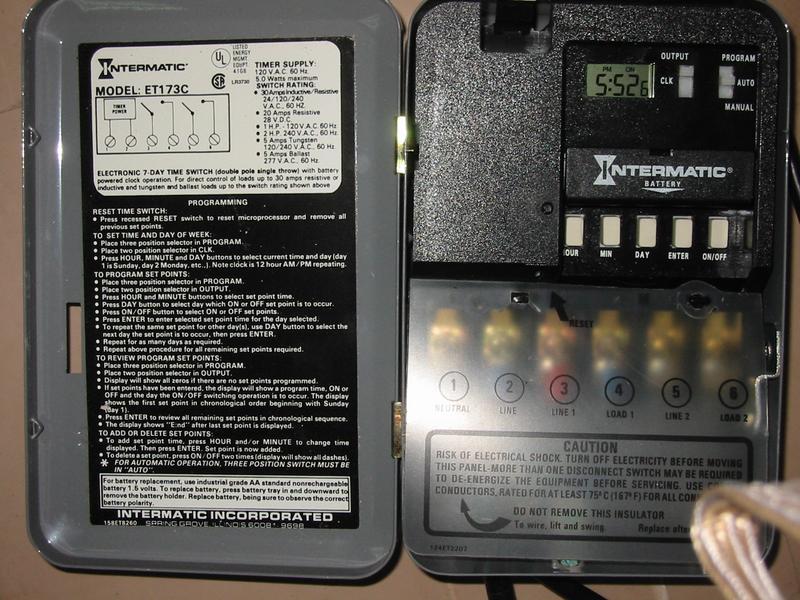 INTERMATIC®
MODEL: ET173C
UL
LISTED
ENERGY
MGMT.
EQUPT.
41G8
LR3730
TIMER
POWER
TIMER SUPPLY:
120 V.A.C. 60 Hz.
5.0 Watts maximum
SWITCH RATING:
• 30 Amps Inductive/Resistive
24/120/240
V.A.C., 60 HZ.
• 20 Amps Resistive
28 V.D.C.
• 1 H.P. - 120 V.A.C. 60 Hz.
• 2 H.P. 240 V.A.C., 60 Hz.
• 5 Amps Tungsten
120/240 V.A.C., 60 Hz.
• 5 Amps Ballast
277 V.A.C., 60 Hz.
ELECTRONIC 7-DAY TIME SWITCH (double pole single throw) with battery
powered clock operation. For direct control of loads up to 30 amps resistive or
inductive and tungsten and ballast loads up to the switch rating shown above
PROGRAMMING
RESET TIME SWITCH:
• Press recessed RESET switch to reset microprocessor and remove all
previous set points.
TO SET TIME AND DAY OF WEEK:
• Place three position selector in PROGRAM.
• Place two position selector in CLK.
• Press HOUR, MINUTE and DAY buttons to select current time and day (day
1 is Sunday, day 2 Monday, etc.,). Note clock is 12 hour AM/PM repeating.
TO PROGRAM SET POINTS:
• Place three position selector in PROGRAM.
• Place two position selector in OUTPUT.
• Press HOUR and MINUTE buttons to select set point time.
• Press DAY button to select day which ON or OFF set point is to occur.
• Press ON/OFF button to select ON or OFF set points.
• Press ENTER to enter selected set point time for the day selected.
• To repeat the same set point for other day(s), use DAY button to select the
next day the set point is to occur, then press ENTER.
• Repeat for as many days as required.
• Repeat above procedure for all remaining set points required.
TO REVIEW PROGRAM SET POINTS:
• Place three position selector in PROGRAM.
• Place two position selector in OUTPUT.
• Display will show all zeros if there are no set points programmed.
• If set points have been entered, the display will show a program time, ON or
OFF and the day the ON/OFF switching operation is to occur. The display
shows the first set point in chronological order beginning with Sunday
(day 1).
• Press ENTER to review all remaining set points in chronological sequence.
• The display shows "End" after last set point is displayed.
TO ADD OR DELETE SET POINTS:
• To add set point time, press HOUR and/or MINUTE to change time
displayed. Then press ENTER. Set point is now added.
• To delete a set point, press ON/OFF two times (display will show all dashes).
* FOR AUTOMATIC OPERATION, THREE POSITION SWITCH MUST BE
IN "AUTO".
For battery replacement, use industrial grade AA standard nonrechargeable
battery 1.5 volts. To replace battery, press battery tray in and downward to
remove the battery holder. Replace battery, being sure to observe the correct
battery polarity.
INTERMATIC INCORPORATED
158ET8260 SPRING GROVE ILLINOIS 60081-9698
OUTPUT
PROGRAM
PM ON
5:52 6
CLK
AUTO
MANUAL
INTERMATIC®
BATTERY
HOUR MIN DAY ENTER ON/OFF
RESET
1 2 3 4 5 6
NEUTRAL LINE LINE 1 LOAD 1 LINE 2 LOAD 2
CAUTION
RISK OF ELECTRICAL SHOCK. TURN OFF ELECTRICITY BEFORE MOVING
THIS PANEL-MORE THAN ONE DISCONNECT SWITCH MAY BE REQUIRED
TO DE-ENERGIZE THE EQUIPMENT BEFORE SERVICING. USE
CONDUCTORS, RATED FOR AT LEAST 75°C (167°F) FOR ALL
DO NOT REMOVE THIS INSULATOR
To wire, lift and swing. Replace after
124ET2202